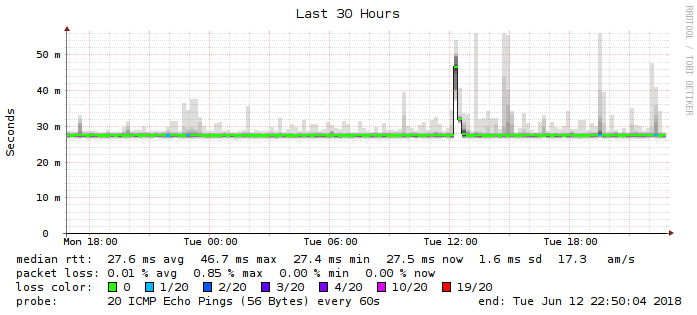 Last 30 Hours
RRDTOOL / TOBI OETIKER
Seconds
50 m
40 m
30 m
20 m
10 m
0
Mon 18:00 Tue 00:00 Tue 06:00 Tue 12:00 Tue 18:00
median rtt: 27.6 ms avg 46.7 ms max 27.4 ms min 27.5 ms now 1.6 ms sd 17.3 am/s
packet loss: 0.01 % avg 0.85 % max 0.00 % min 0.00 % now
loss color: 0 1/20 2/20 3/20 4/20 10/20 19/20
probe: 20 ICMP Echo Pings (56 Bytes) every 60s end: Tue Jun 12 22:50:04 2018